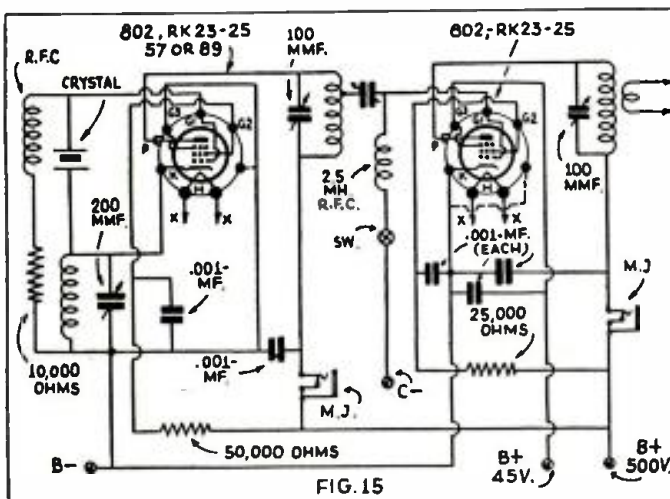 802, RK23-25
57 OR 89
R.F.C
CRYSTAL
100
MMF.
802,-RK23-25
G3
G1
G2
P
K
H
X
X
200
MMF.
.001-
MF.
10,000
OHMS
.001-
MF.
50,000 OHMS
M.J.
2.5
MH
R.F.C.
SW.
C-
G3
G1
G2
P
K
H
X
X
.001-MF.
(EACH)
25,000
OHMS
100
MMF.
M.J
B-
B+
45V.
B+
500V.
FIG.15